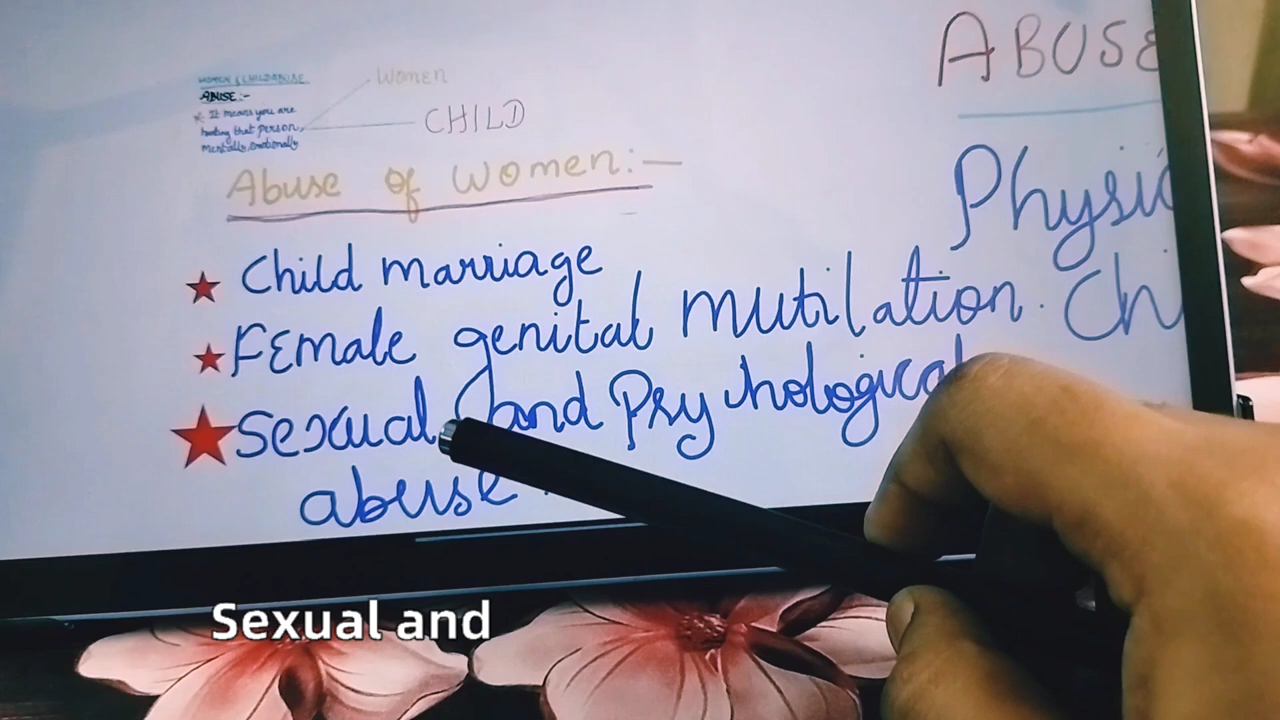 WOMEN & CHILD ABUSE
ABUSE:-
It means you are
hurting that person,
mentally, emotionally
Women
CHILD
Abuse of Women:-
Child marriage
Female genital mutilation.
Sexual and Psychological
abuse.
ABUSE
Physic
Chi
Sexual and